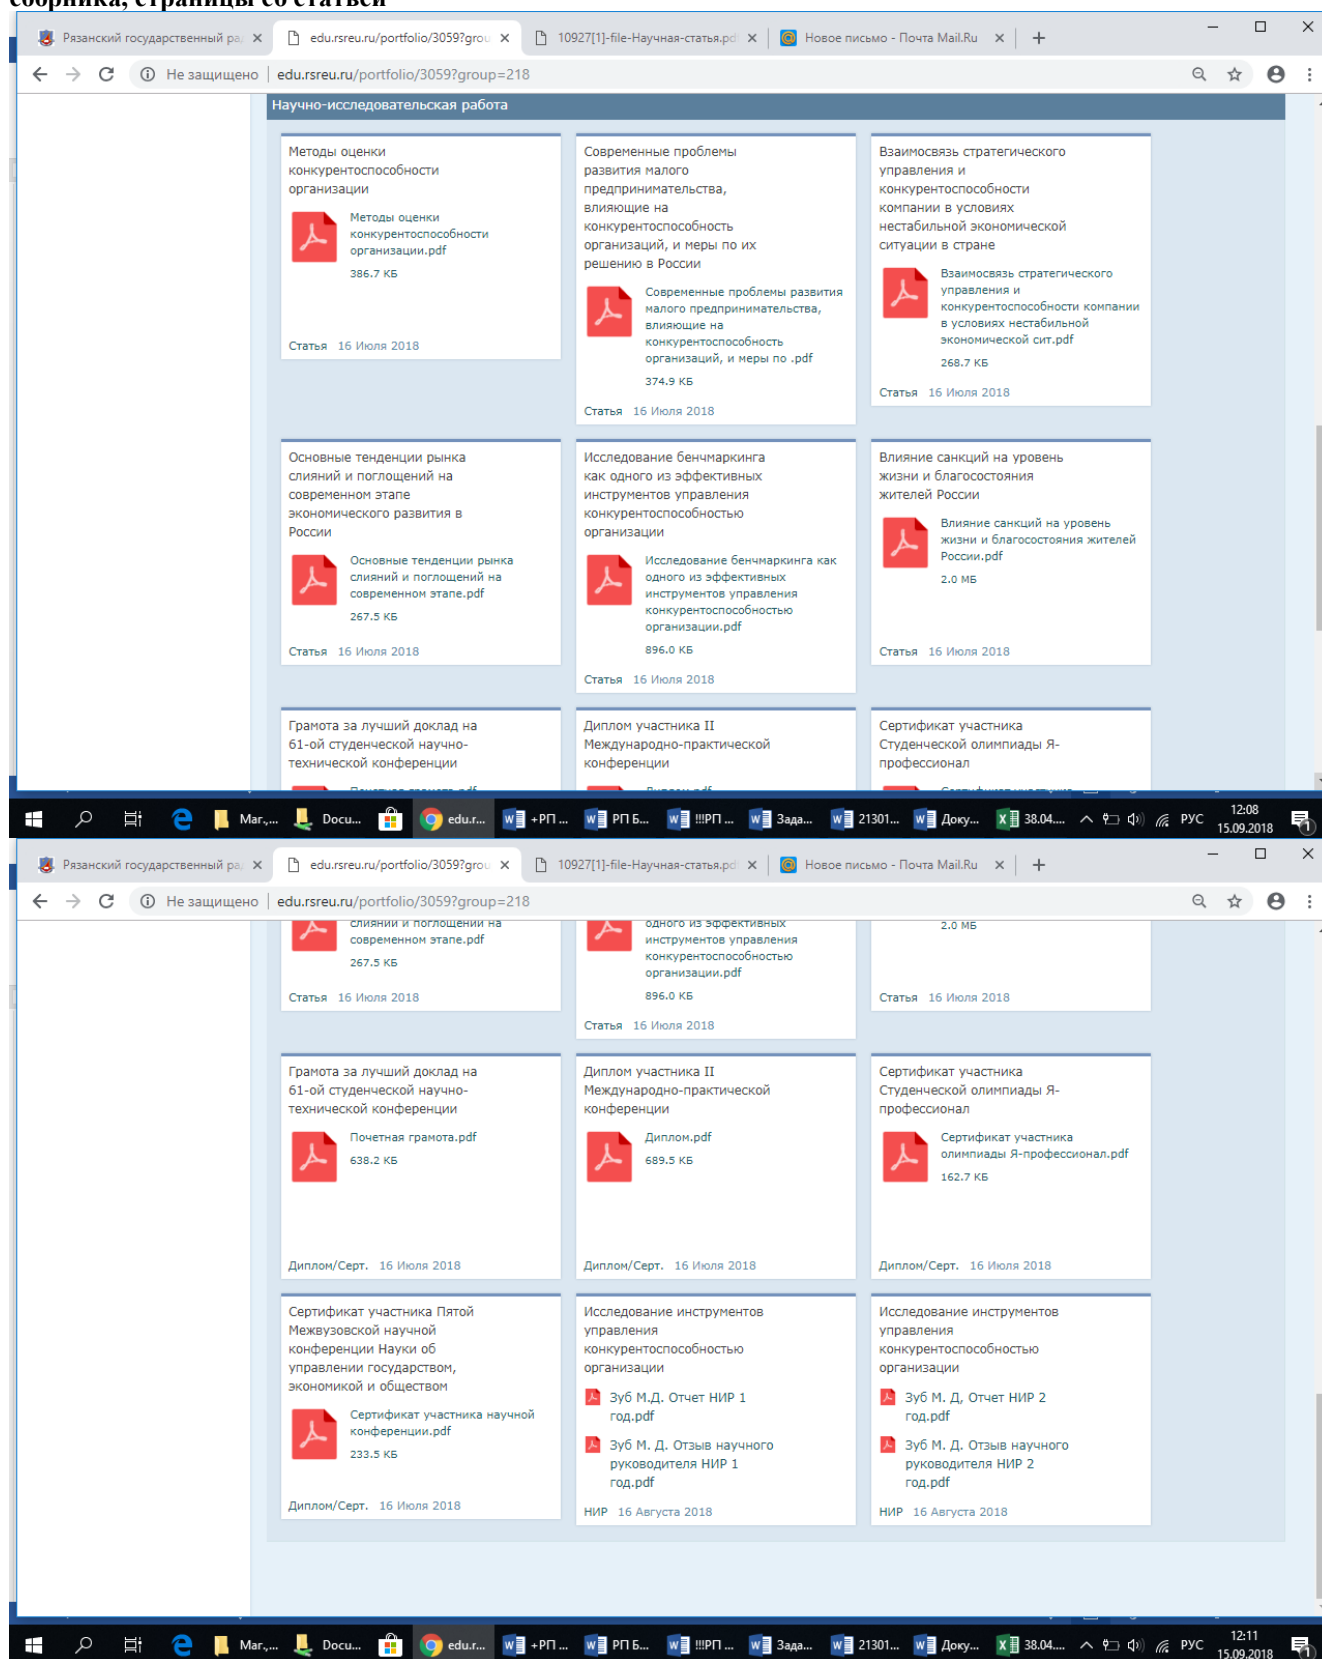 сборника, страницы со статьей
Рязанский государственный ра
edu.rsreu.ru/portfolio/3059?grou
10927[1]-file-Научная-статья.pd
Новое письмо - Почта Mail.Ru
Не защищено
edu.rsreu.ru/portfolio/3059?group=218
Научно-исследовательская работа
Методы оценки
конкурентоспособности
организации
Методы оценки
конкурентоспособности
организации.pdf
386.7 КБ
Статья 16 Июля 2018
Современные проблемы
развития малого
предпринимательства,
влияющие на
конкурентоспособность
организаций, и меры по их
решению в России
Современные проблемы развития
малого предпринимательства,
влияющие на
конкурентоспособность
организаций, и меры по .pdf
374.9 КБ
Статья 16 Июля 2018
Взаимосвязь стратегического
управления и
конкурентоспособности
компании в условиях
нестабильной экономической
ситуации в стране
Взаимосвязь стратегического
управления и
конкурентоспособности компании
в условиях нестабильной
экономической сит.pdf
268.7 КБ
Статья 16 Июля 2018
Основные тенденции рынка
слияний и поглощений на
современном этапе
экономического развития в
России
Основные тенденции рынка
слияний и поглощений на
современном этапе.pdf
267.5 КБ
Статья 16 Июля 2018
Исследование бенчмаркинга
как одного из эффективных
инструментов управления
конкурентоспособностью
организации
Исследование бенчмаркинга как
одного из эффективных
инструментов управления
конкурентоспособностью
организации.pdf
896.0 КБ
Статья 16 Июля 2018
Влияние санкций на уровень
жизни и благосостояния
жителей России
Влияние санкций на уровень
жизни и благосостояния жителей
России.pdf
2.0 МБ
Статья 16 Июля 2018
Грамота за лучший доклад на
61-ой студенческой научно-
технической конференции
Почетная грамота.pdf
Диплом участника II
Международно-практической
конференции
Диплом.pdf
Сертификат участника
Студенческой олимпиады Я-
профессионал
Сертификат участника
Маг.,...
Docu...
edu.r...
+РП ...
РП Б...
!!!РП ...
Зада...
21301...
Доку...
38.04....
РУС
12:08
15.09.2018
1
Рязанский государственный ра
edu.rsreu.ru/portfolio/3059?grou
10927[1]-file-Научная-статья.pd
Новое письмо - Почта Mail.Ru
Не защищено
edu.rsreu.ru/portfolio/3059?group=218
слияний и поглощений на
современном этапе.pdf
267.5 КБ
Статья 16 Июля 2018
одного из эффективных
инструментов управления
конкурентоспособностью
организации.pdf
896.0 КБ
Статья 16 Июля 2018
2.0 МБ
Статья 16 Июля 2018
Грамота за лучший доклад на
61-ой студенческой научно-
технической конференции
Почетная грамота.pdf
638.2 КБ
Диплом/Серт. 16 Июля 2018
Диплом участника II
Международно-практической
конференции
Диплом.pdf
689.5 КБ
Диплом/Серт. 16 Июля 2018
Сертификат участника
Студенческой олимпиады Я-
профессионал
Сертификат участника
олимпиады Я-профессионал.pdf
162.7 КБ
Диплом/Серт. 16 Июля 2018
Сертификат участника Пятой
Межвузовской научной
конференции Науки об
управлении государством,
экономикой и обществом
Сертификат участника научной
конференции.pdf
233.5 КБ
Диплом/Серт. 16 Июля 2018
Исследование инструментов
управления
конкурентоспособностью
организации
Зуб М.Д. Отчет НИР 1
год.pdf
Зуб М. Д. Отзыв научного
руководителя НИР 1
год.pdf
НИР 16 Августа 2018
Исследование инструментов
управления
конкурентоспособностью
организации
Зуб М. Д, Отчет НИР 2
год.pdf
Зуб М. Д. Отзыв научного
руководителя НИР 2
год.pdf
НИР 16 Августа 2018
Маг.,...
Docu...
edu.r...
+РП ...
РП Б...
!!!РП ...
Зада...
21301...
Доку...
38.04....
РУС
12:11
15.09.2018
1